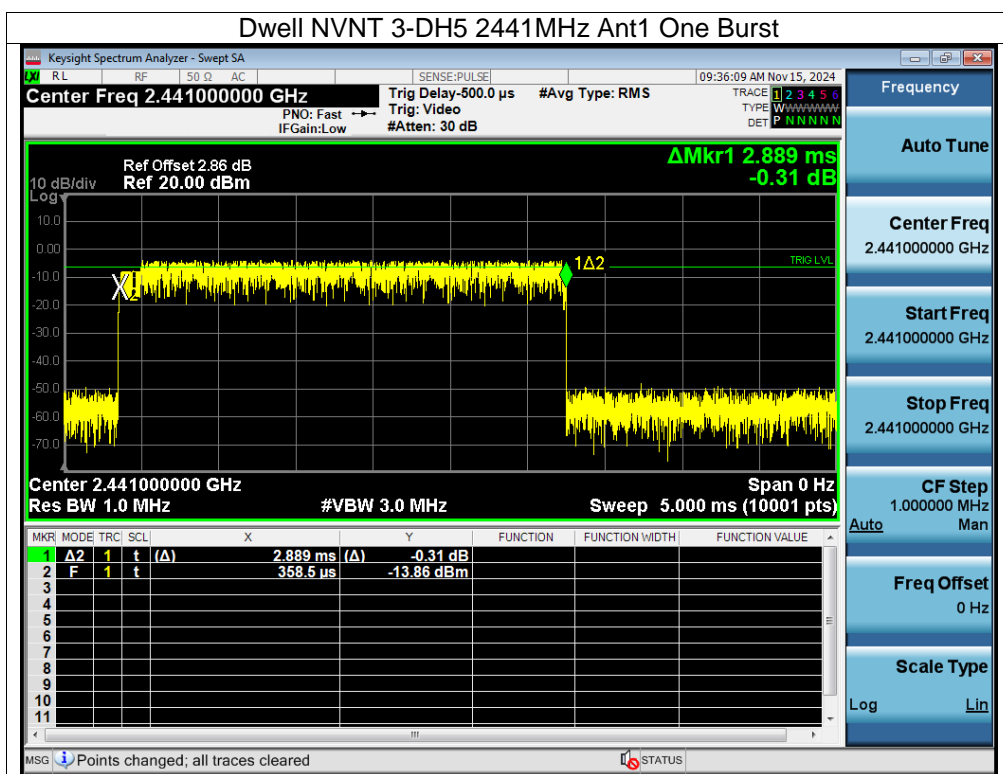 Dwell NVNT 3-DH5 2441MHz Ant1 One Burst
Keysight Spectrum Analyzer - Swept SA
LXI RL RF 50 Ω AC SENSE:PULSE 09:36:09 AM Nov 15, 2024
Center Freq 2.441000000 GHz Trig Delay-500.0 µs #Avg Type: RMS TRACE 1 2 3 4 5 6
PNO: Fast Trig: Video TYPE WWWWWWW
IFGain:Low #Atten: 30 dB DET P N N N N N
ΔMkr1 2.889 ms
-0.31 dB
Ref Offset 2.86 dB
10 dB/div Ref 20.00 dBm
Log
10.0
0.00
-10.0
-20.0
-30.0
-40.0
-50.0
-60.0
-70.0
1Δ2
TRIG LVL
X2
Center 2.441000000 GHz Span 0 Hz
Res BW 1.0 MHz #VBW 3.0 MHz Sweep 5.000 ms (10001 pts)
MKR MODE TRC SCL X Y FUNCTION FUNCTION WIDTH FUNCTION VALUE
1 Δ2 1 t (Δ) 2.889 ms (Δ) -0.31 dB
2 F 1 t 358.5 µs -13.86 dBm
3
4
5
6
7
8
9
10
11
MSG Points changed; all traces cleared STATUS
Frequency
Auto Tune
Center Freq
2.441000000 GHz
Start Freq
2.441000000 GHz
Stop Freq
2.441000000 GHz
CF Step
1.000000 MHz
Auto Man
Freq Offset
0 Hz
Scale Type
Log Lin